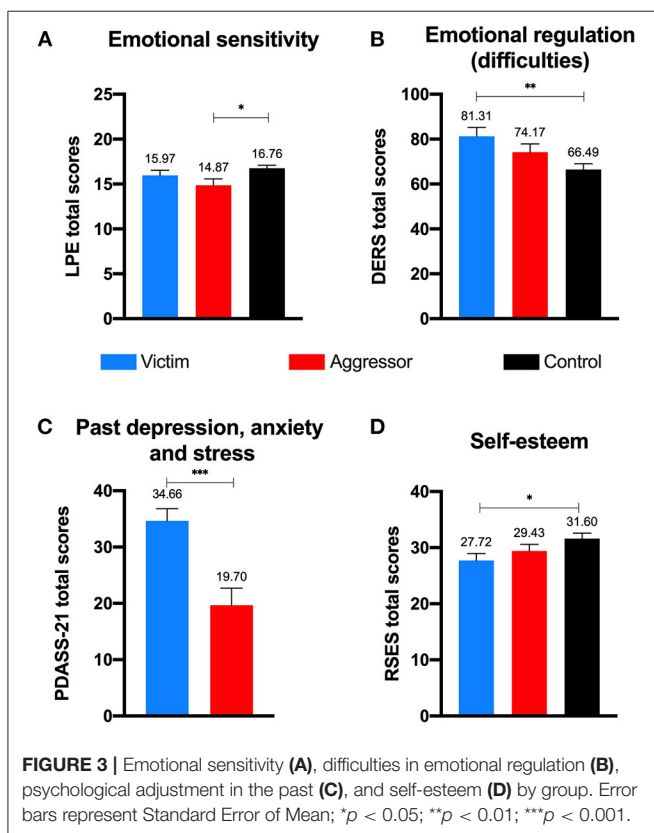 A Emotional sensitivity
LPE total scores
25
20
15
10
5
0
15.97
14.87
16.76
*
B Emotional regulation
(difficulties)
DERS total scores
100
80
60
40
20
0
81.31
74.17
66.49
**
Victim Aggressor Control
C Past depression, anxiety
and stress
PDASS-21 total scores
40
30
20
10
0
34.66
19.70
***
D Self-esteem
RSES total scores
40
30
20
10
0
27.72
29.43
31.60
*
FIGURE 3 | Emotional sensitivity (A), difficulties in emotional regulation (B),
psychological adjustment in the past (C), and self-esteem (D) by group. Error
bars represent Standard Error of Mean; *p < 0.05; **p < 0.01; ***p < 0.001.